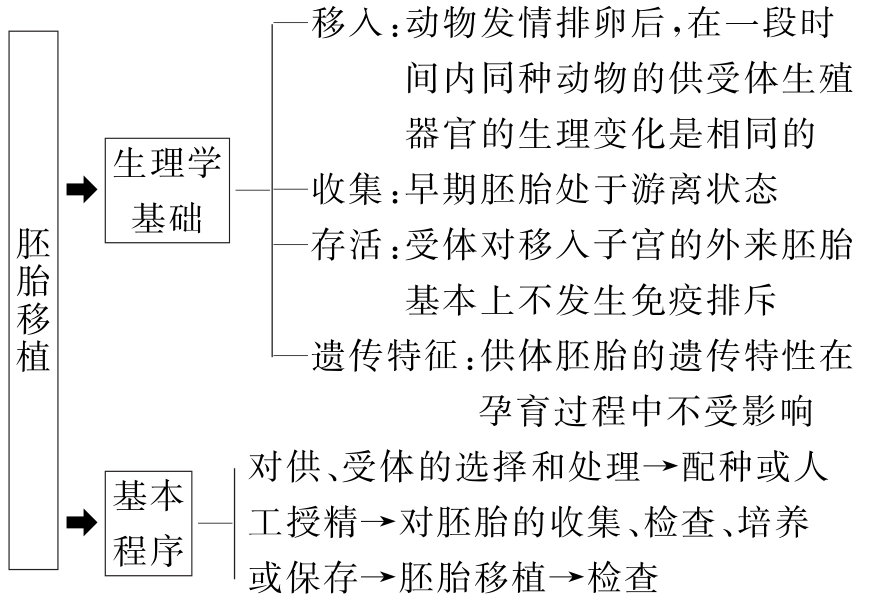 胚胎移植
生理学
基础
移入:动物发情排卵后,在一段时
间内同种动物的供受体生殖
器官的生理变化是相同的
收集:早期胚胎处于游离状态
存活:受体对移入子宫的外来胚胎
基本上不发生免疫排斥
遗传特征:供体胚胎的遗传特性在
孕育过程中不受影响
基本
程序
对供、受体的选择和处理→配种或人
工授精→对胚胎的收集、检查、培养
或保存→胚胎移植→检查